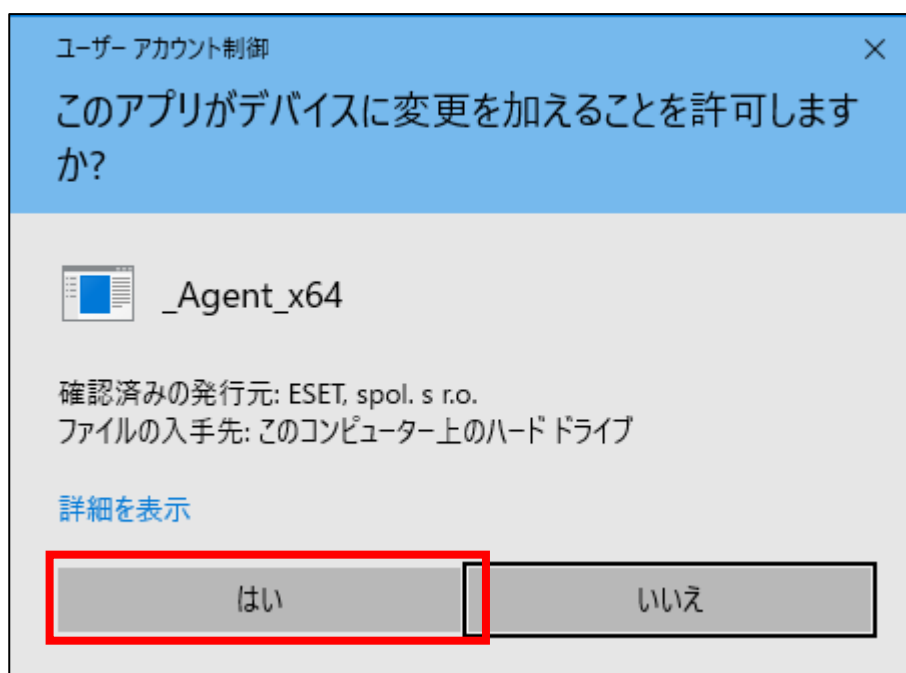 ユーザー アカウント制御
このアプリがデバイスに変更を加えることを許可します
か?
_Agent_x64
確認済みの発行元: ESET, spol. s r.o.
ファイルの入手先: このコンピューター上のハード ドライブ
詳細を表示
はい
いいえ